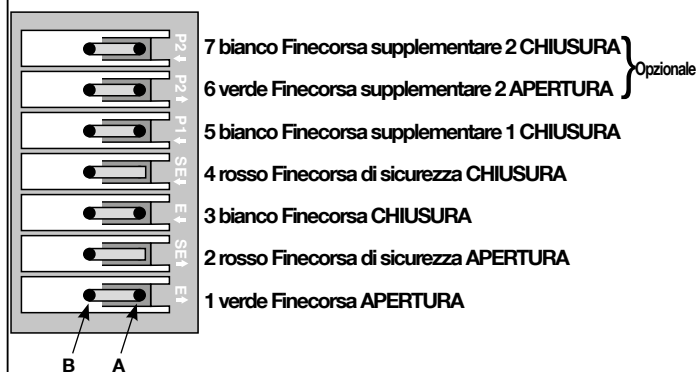 P2⬇ 7 bianco Finecorsa supplementare 2 CHIUSURA
Opzionale
P2⬆ 6 verde Finecorsa supplementare 2 APERTURA
P1⬇ 5 bianco Finecorsa supplementare 1 CHIUSURA
SE⬇ 4 rosso Finecorsa di sicurezza CHIUSURA
E⬇ 3 bianco Finecorsa CHIUSURA
SE⬆ 2 rosso Finecorsa di sicurezza APERTURA
E⬆ 1 verde Finecorsa APERTURA
B A